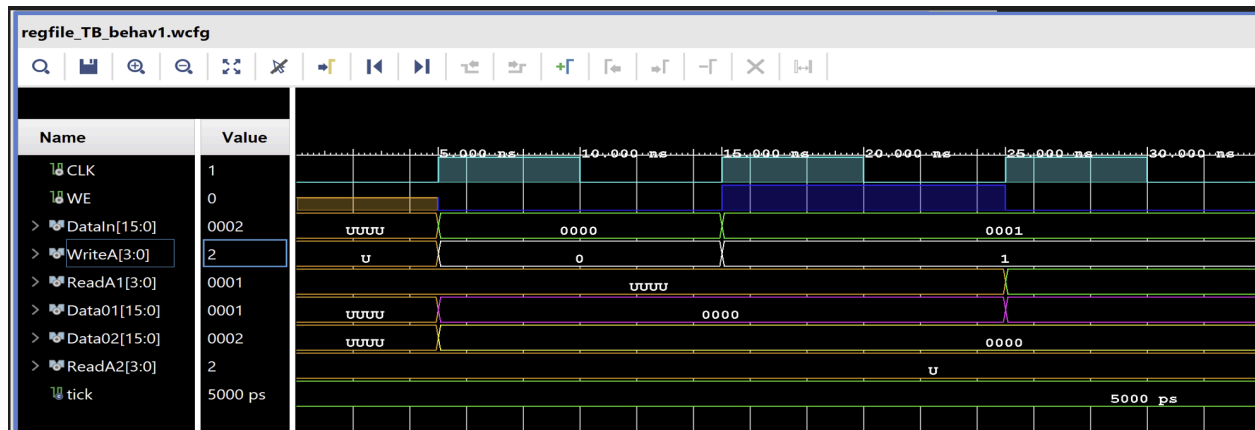 regfile_TB_behav1.wcfg
Name Value
5.000 ns 10.000 ns 15.000 ns 20.000 ns 25.000 ns 30.000 ns
CLK 1
WE 0
DataIn[15:0] 0002 UUUU 0000 0001
WriteA[3:0] 2 U 0 1
ReadA1[3:0] 0001 UUUU
Data01[15:0] 0001 UUUU 0000
Data02[15:0] 0002 UUUU 0000
ReadA2[3:0] 2 U
tick 5000 ps 5000 ps